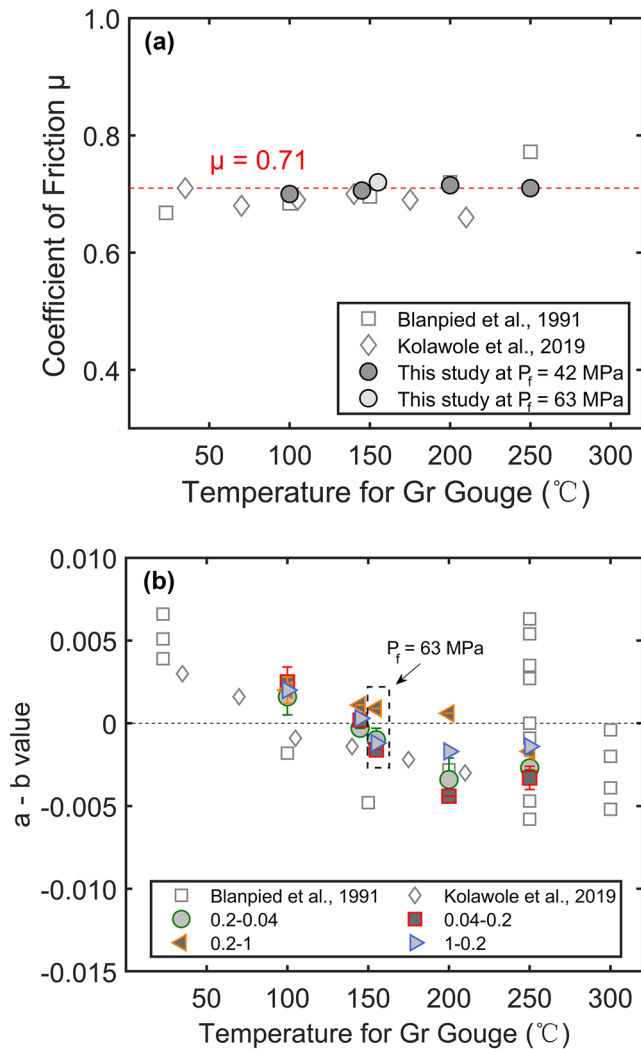 (a)
1.0
0.8
0.6
0.4
Coefficient of Friction μ
μ = 0.71
Blanpied et al., 1991
Kolawole et al., 2019
This study at Pf = 42 MPa
This study at Pf = 63 MPa
50 100 150 200 250 300
Temperature for Gr Gouge (℃)
(b)
0.010
0.005
0
-0.005
-0.010
-0.015
a - b value
Pf = 63 MPa
Blanpied et al., 1991 Kolawole et al., 2019
0.2-0.04 0.04-0.2
0.2-1 1-0.2
50 100 150 200 250 300
Temperature for Gr Gouge (℃)